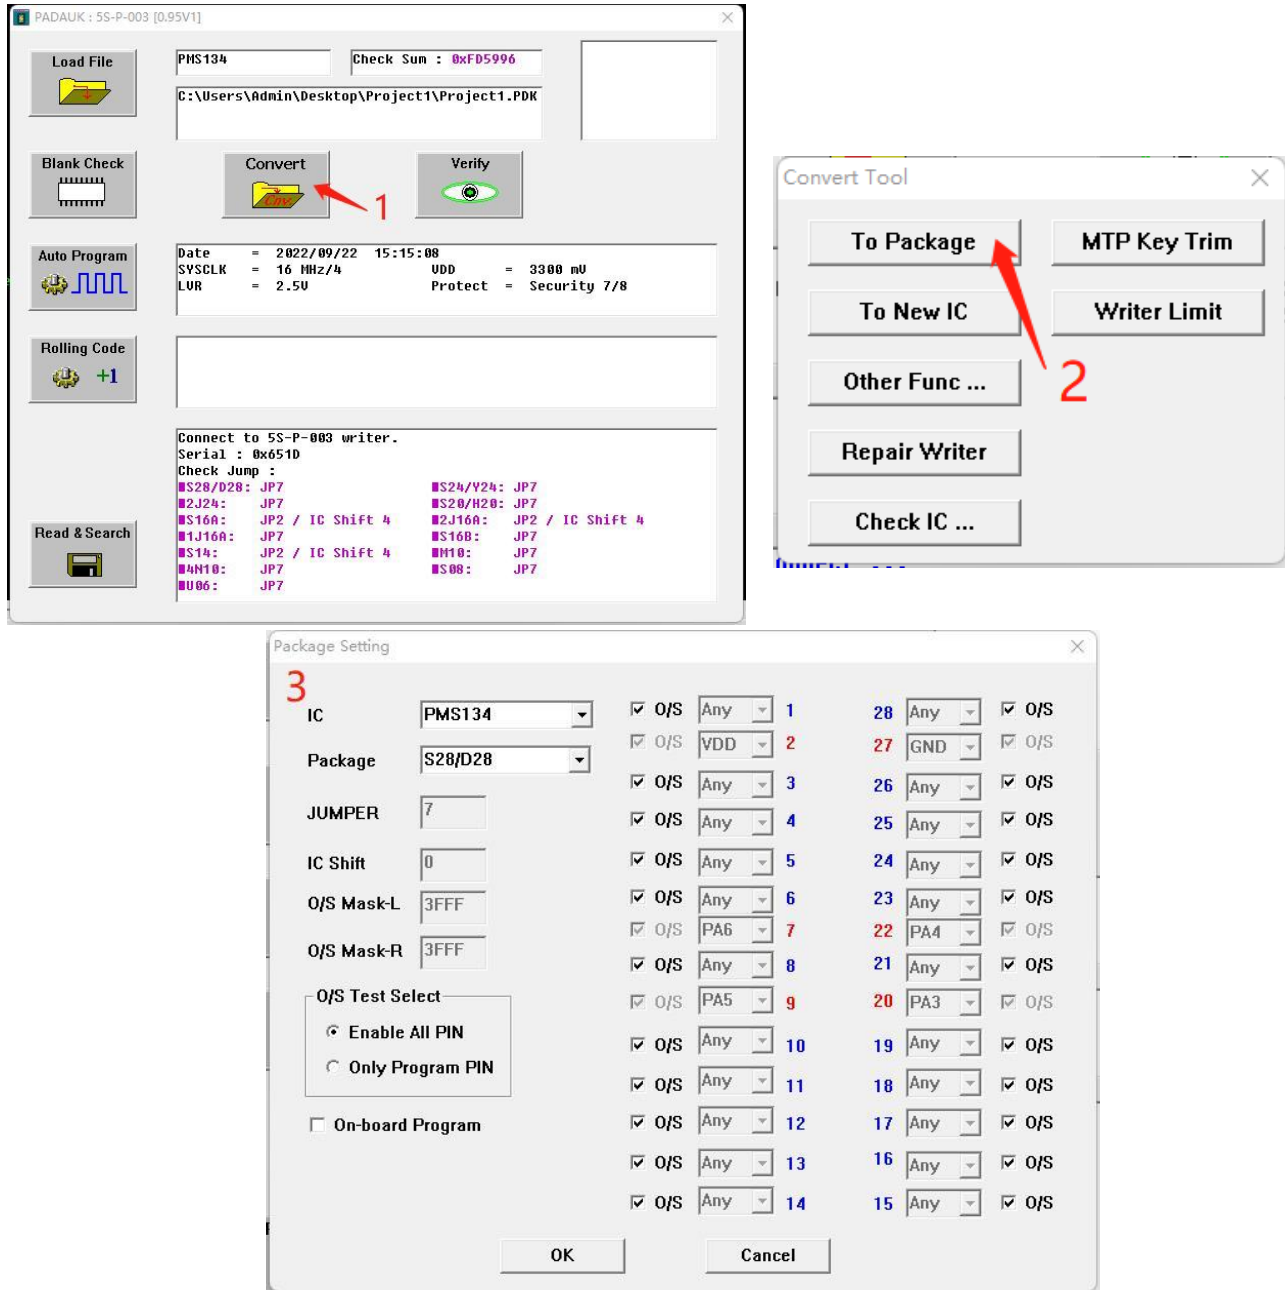 PADAUK : 5S-P-003 [0.95V1]
Load File
PMS134
Check Sum : 0xFD5996
C:\Users\Admin\Desktop\Project1\Project1.PDK
Blank Check
Convert
Cnv.
Verify
1
Auto Program
Date = 2022/09/22 15:15:08
SYSCLK = 16 MHz/4 VDD = 3300 mV
LVR = 2.5V Protect = Security 7/8
Rolling Code
+1
Connect to 5S-P-003 writer.
Serial : 0x651D
Check Jump :
S28/D28: JP7 S24/Y24: JP7
2J24: JP7 S20/H20: JP7
S16A: JP2 / IC Shift 4 2J16A: JP2 / IC Shift 4
1J16A: JP7 S16B: JP7
S14: JP2 / IC Shift 4 M10: JP7
4N10: JP7 S08: JP7
U06: JP7
Read & Search
Convert Tool
To Package MTP Key Trim
To New IC Writer Limit
2
Other Func ...
Repair Writer
Check IC ...
Package Setting
3
IC PMS134
Package S28/D28
JUMPER 7
IC Shift 0
O/S Mask-L 3FFF
O/S Mask-R 3FFF
O/S Test Select
Enable All PIN
Only Program PIN
On-board Program
O/S Any 1 28 Any O/S
O/S VDD 2 27 GND O/S
O/S Any 3 26 Any O/S
O/S Any 4 25 Any O/S
O/S Any 5 24 Any O/S
O/S Any 6 23 Any O/S
O/S PA6 7 22 PA4 O/S
O/S Any 8 21 Any O/S
O/S PA5 9 20 PA3 O/S
O/S Any 10 19 Any O/S
O/S Any 11 18 Any O/S
O/S Any 12 17 Any O/S
O/S Any 13 16 Any O/S
O/S Any 14 15 Any O/S
OK Cancel